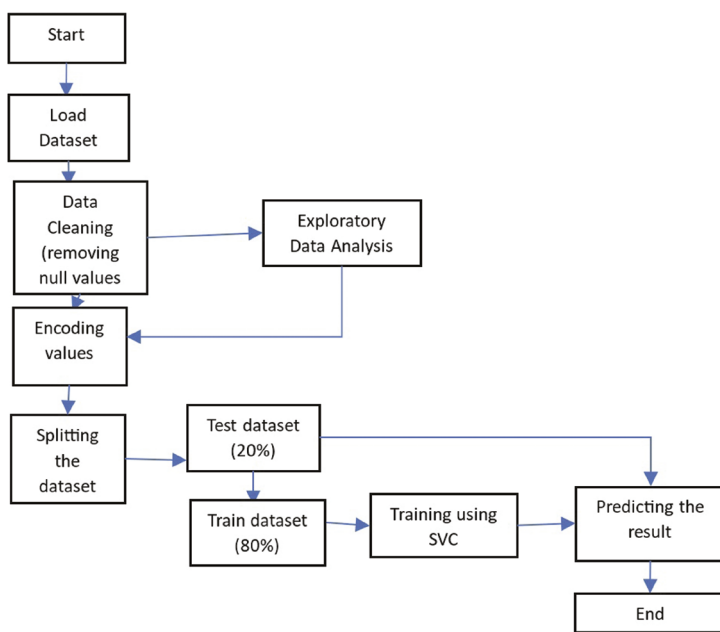 Start
Load
Dataset
Data
Cleaning
(removing
null values
Exploratory
Data Analysis
Encoding
values
Splitting
the
dataset
Test dataset
(20%)
Train dataset
(80%)
Training using
SVC
Predicting the
result
End